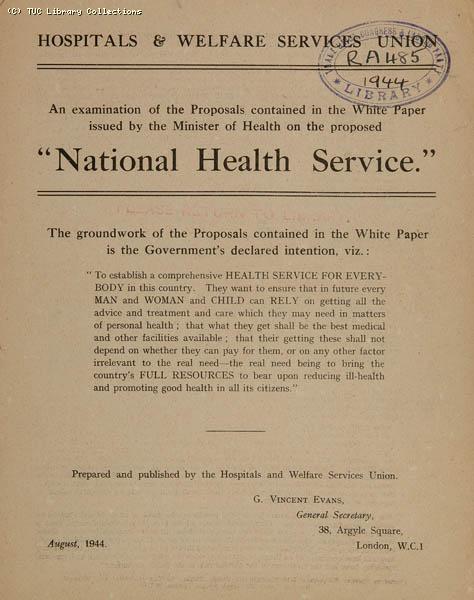 (C) TUC Library Collections
HOSPITALS & WELFARE SERVICES UNION
RA485
1944
LIBRARY
An examination of the Proposals contained in the White Paper
issued by the Minister of Health on the proposed
“National Health Service.”
PLEASE RETURN TO
The groundwork of the Proposals contained in the White Paper
is the Government’s declared intention, viz.:
“ To establish a comprehensive HEALTH SERVICE FOR EVERY-
BODY in this country. They want to ensure that in future every
MAN and WOMAN and CHILD can RELY on getting all the
advice and treatment and care which they may need in matters
of personal health ; that what they get shall be the best medical
and other facilities available ; that their getting these shall not
depend on whether they can pay for them, or on any other factor
irrelevant to the real need—the real need being to bring the
country’s FULL RESOURCES to bear upon reducing ill-health
and promoting good health in all its citizens.”
Prepared and published by the Hospitals and Welfare Services Union.
G. VINCENT EVANS,
General Secretary,
38, Argyle Square,
August, 1944. London, W.C.1